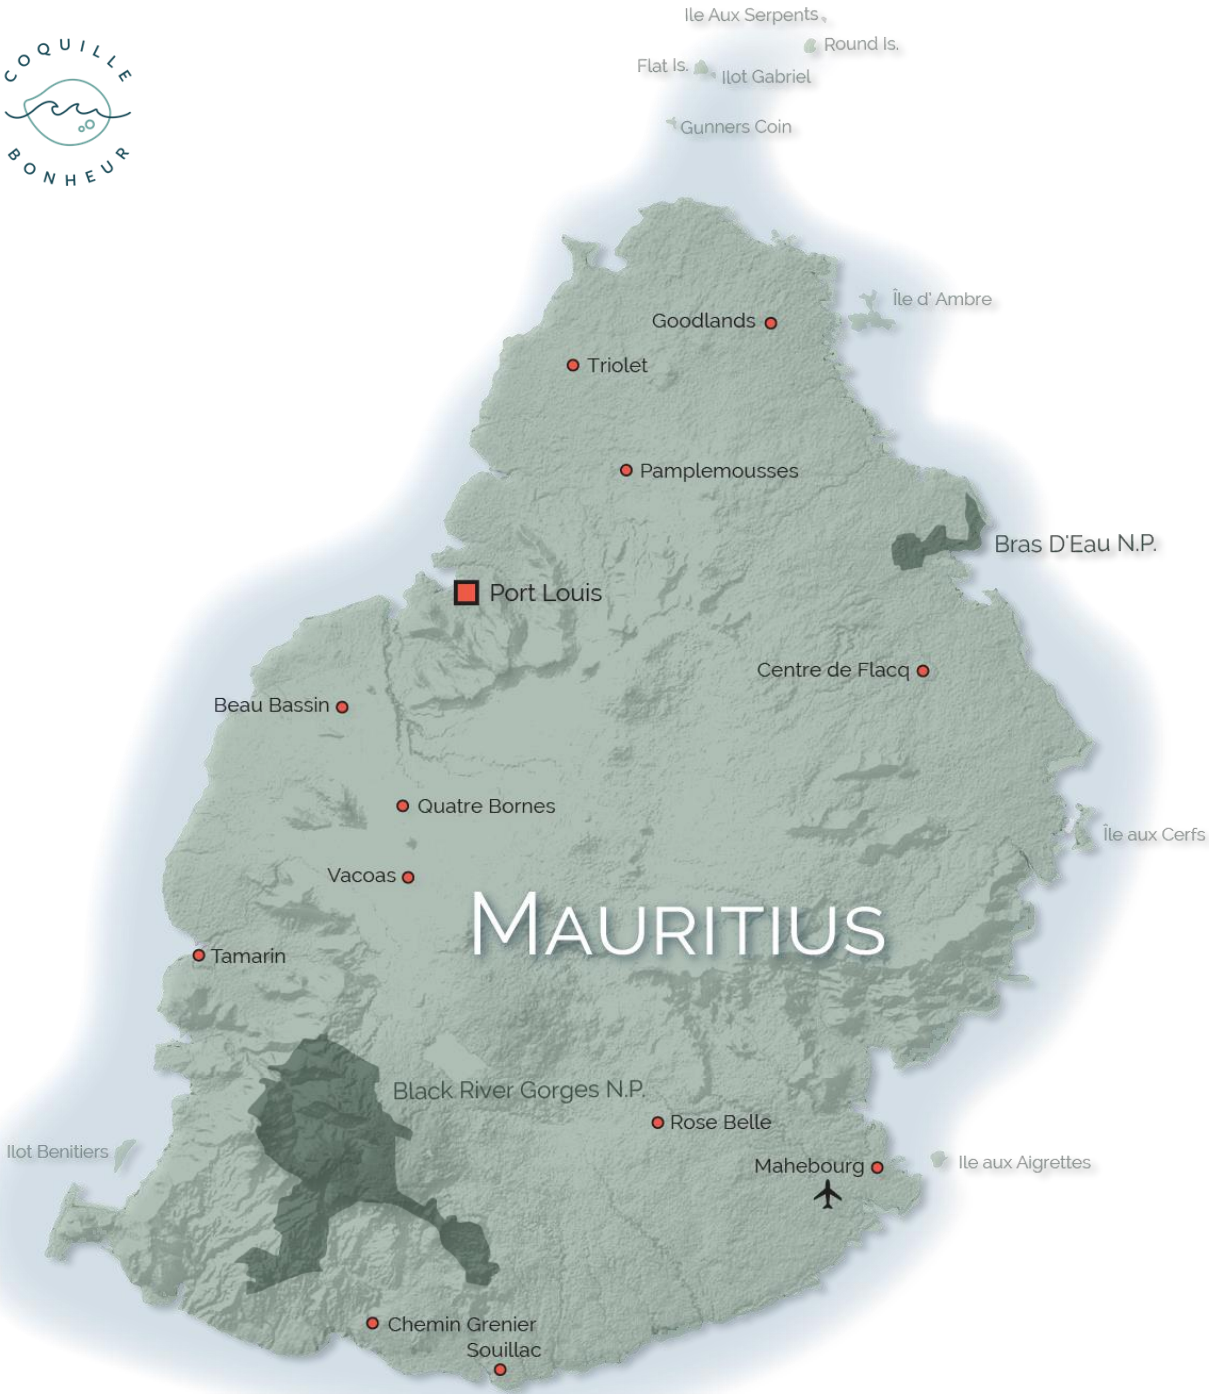 COQUILLE
BONHEUR
Ile Aux Serpents
Round Is.
Flat Is.
Ilot Gabriel
Gunners Coin
Île d' Ambre
Goodlands
Triolet
Pamplemousses
Bras D'Eau N.P.
Port Louis
Centre de Flacq
Beau Bassin
Quatre Bornes
Île aux Cerfs
Vacoas
MAURITIUS
Tamarin
Black River Gorges N.P.
Rose Belle
Ilot Benitiers
Mahebourg
Ile aux Aigrettes
Chemin Grenier
Souillac